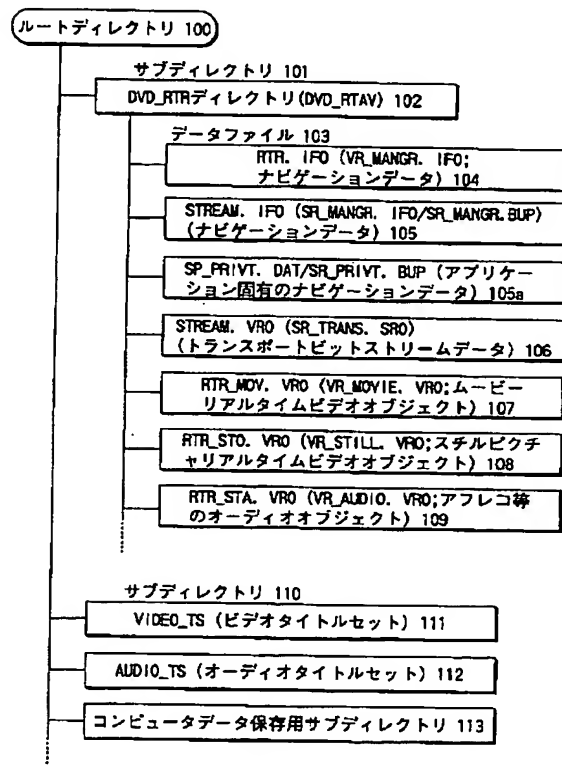 ルートディレクトリ 100
サブディレクトリ 101
DVD_RTRディレクトリ(DVD_RTAV) 102
データファイル 103
RTR. IFO (VR_MANGR. IFO;
ナビゲーションデータ) 104
STREAM. IFO (SR_MANGR. IFO/SR_MANGR.BUP)
(ナビゲーションデータ) 105
SP_PRIVT. DAT/SR_PRIVT. BUP (アプリケー
ション固有のナビゲーションデータ) 105a
STREAM. VRO (SR_TRANS. SRO)
(トランスポートビットストリームデータ) 106
RTR_MOV. VRO (VR_MOVIE. VRO;ムービー
リアルタイムビデオオブジェクト) 107
RTR_STO. VRO (VR_STILL. VRO;スチルピクチ
ャリアルタイムビデオオブジェクト) 108
RTR_STA. VRO (VR_AUDIO. VRO;アフレコ等
のオーディオオブジェクト) 109
サブディレクトリ 110
VIDEO_TS (ビデオタイトルセット) 111
AUDIO_TS (オーディオタイトルセット) 112
コンピュータデータ保存用サブディレクトリ 113